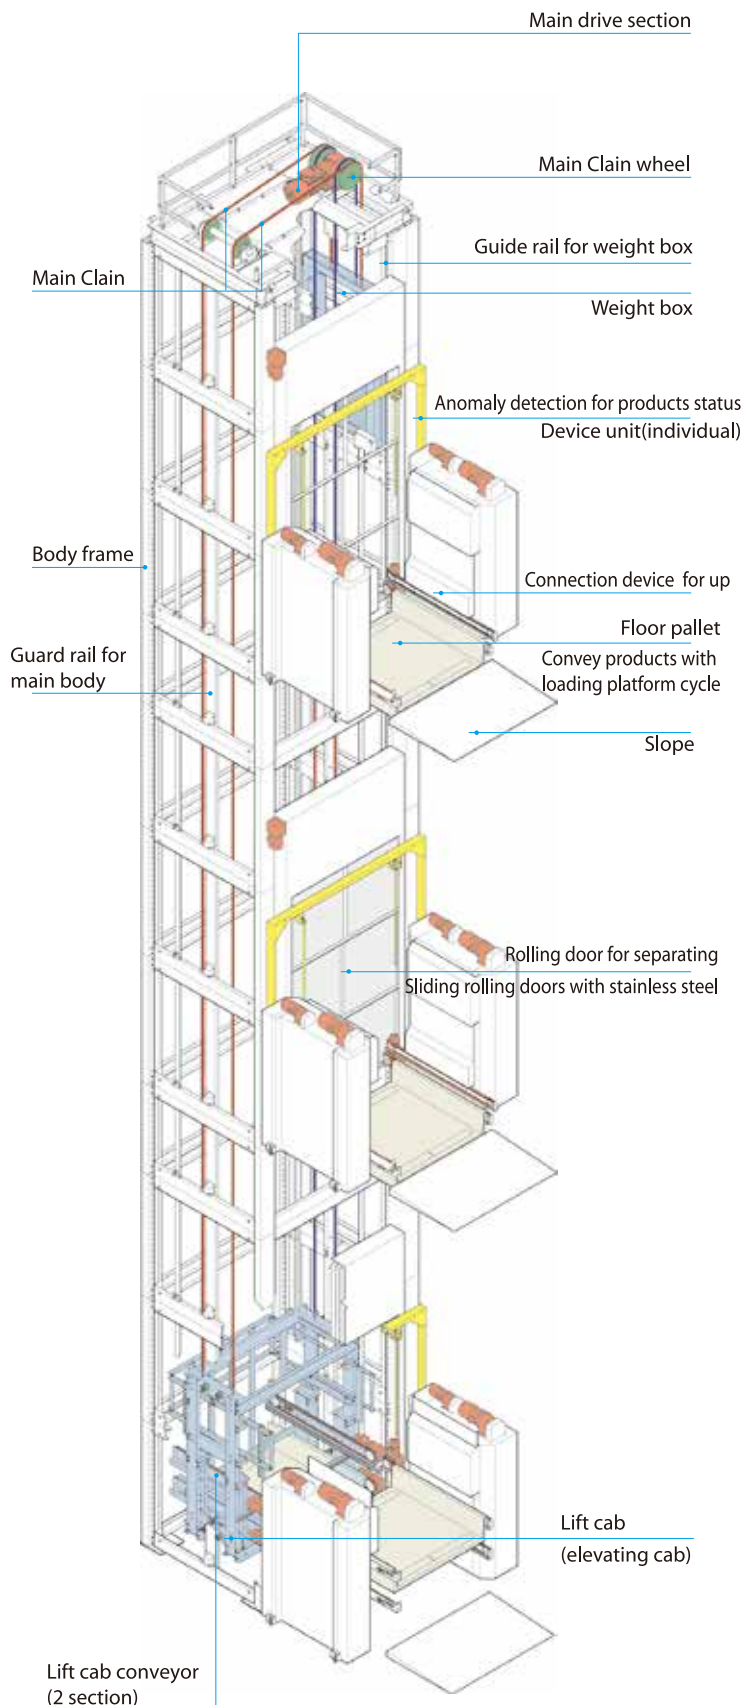 Main drive section
Main Clain wheel
Guide rail for weight box
Main Clain
Weight box
Anomaly detection for products status
Device unit(individual)
Body frame
Connection device for up
Floor pallet
Guard rail for
main body
Convey products with
loading platform cycle
Slope
Rolling door for separating
Sliding rolling doors with stainless steel
Lift cab
(elevating cab)
Lift cab conveyor
(2 section)